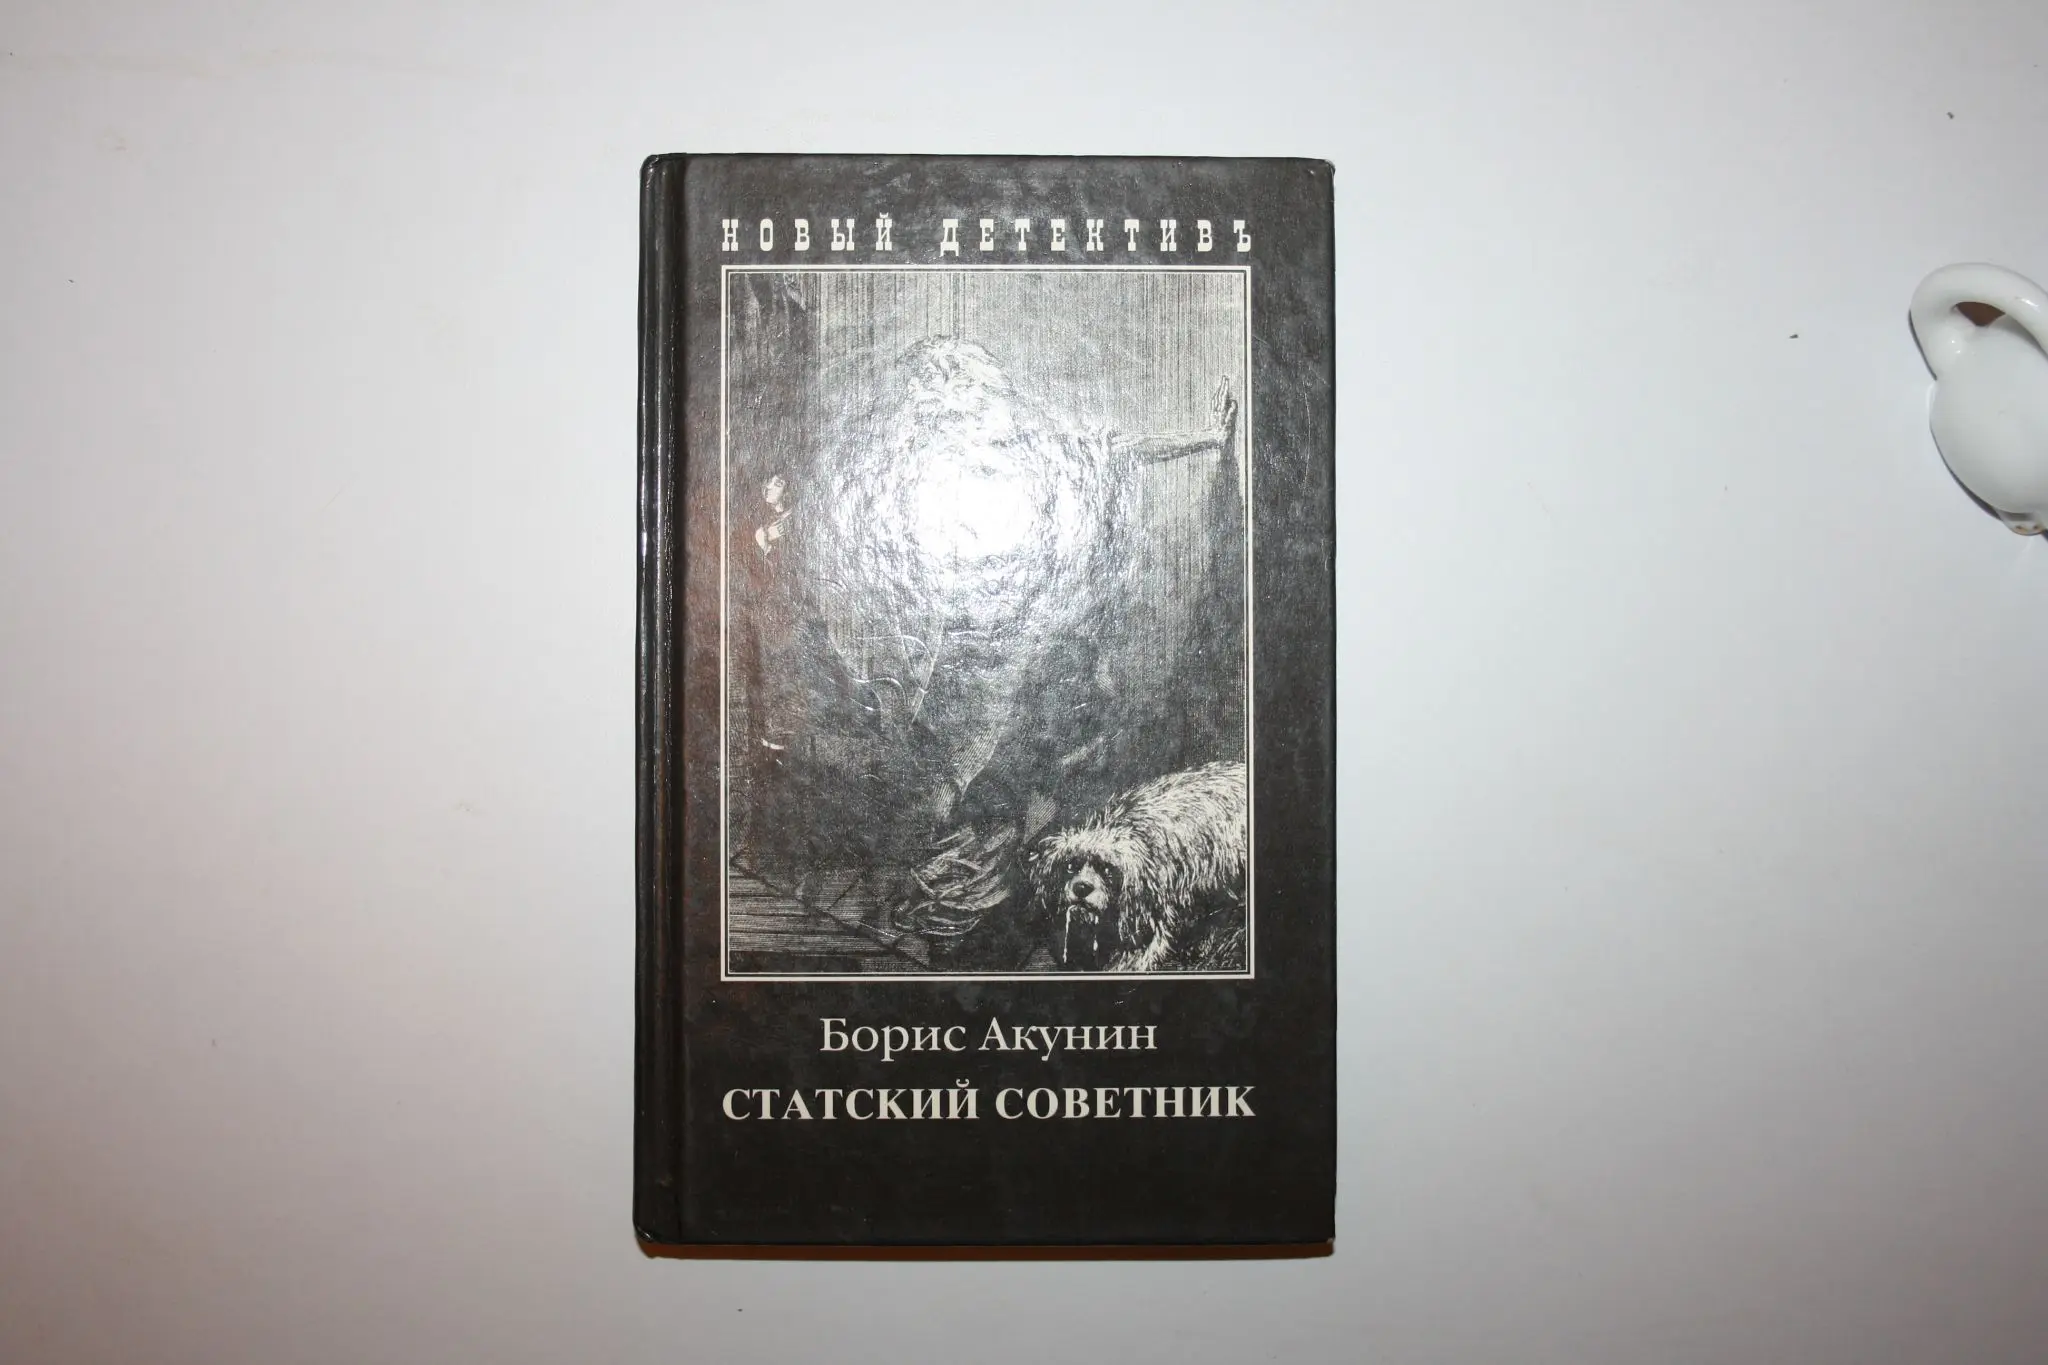 НОВЫЙ ДЕТЕКТИВЪ
Борис Акунин
СТАТСКИЙ СОВЕТНИК